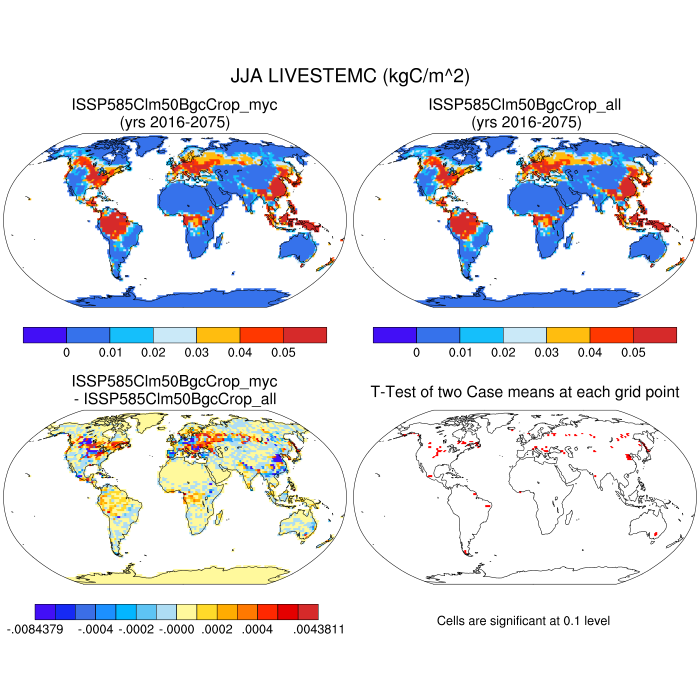 JJA LIVESTEMC (kgC/m^2)
ISSP585Clm50BgcCrop_myc
(yrs 2016-2075)
ISSP585Clm50BgcCrop_all
(yrs 2016-2075)
0 0.01 0.02 0.03 0.04 0.05
0 0.01 0.02 0.03 0.04 0.05
ISSP585Clm50BgcCrop_myc
- ISSP585Clm50BgcCrop_all
T-Test of two Case means at each grid point
-.0084379 -.0004 -.0002 -.0000 .0002 .0004 .0043811
Cells are significant at 0.1 level